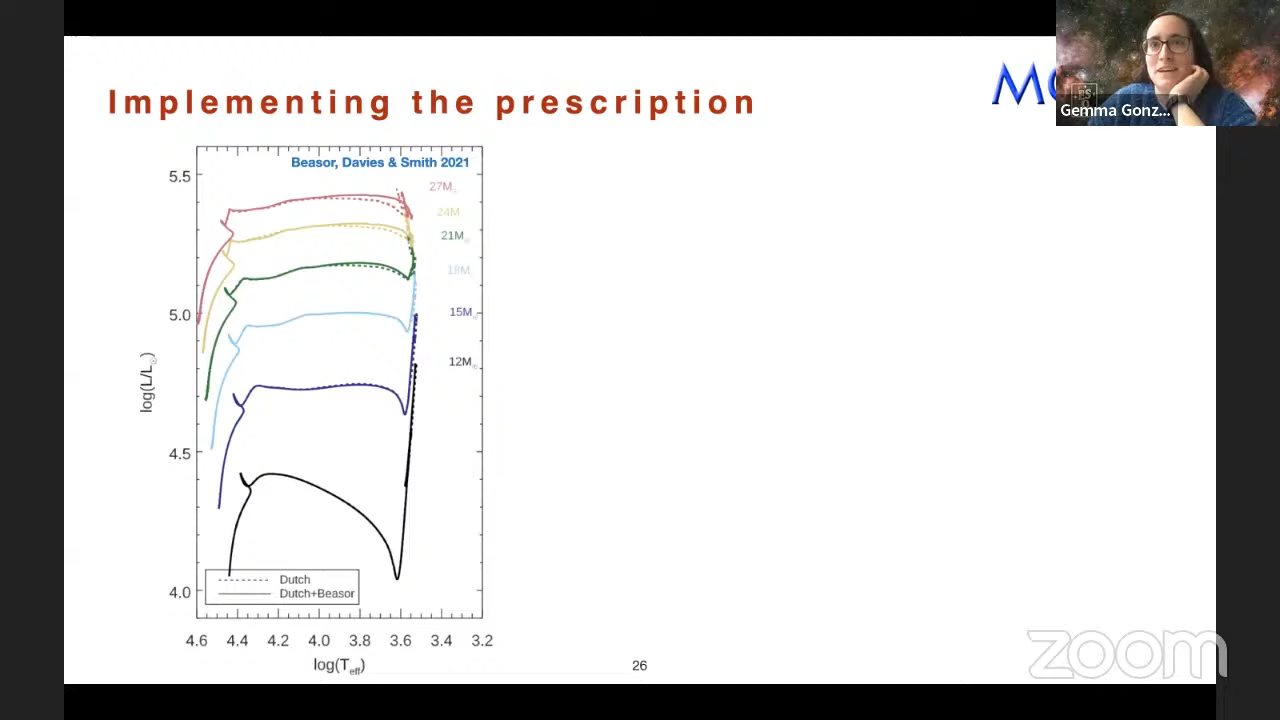 Gemma Gonz...
Implementing the prescription
Beasor, Davies & Smith 2021
5.5
5.0
4.5
4.0
log(L/L☉)
27M☉
24M☉
21M☉
18M☉
15M☉
12M☉
Dutch
Dutch+Beasor
4.6 4.4 4.2 4.0 3.8 3.6 3.4 3.2
log(Teff)
26
zoom